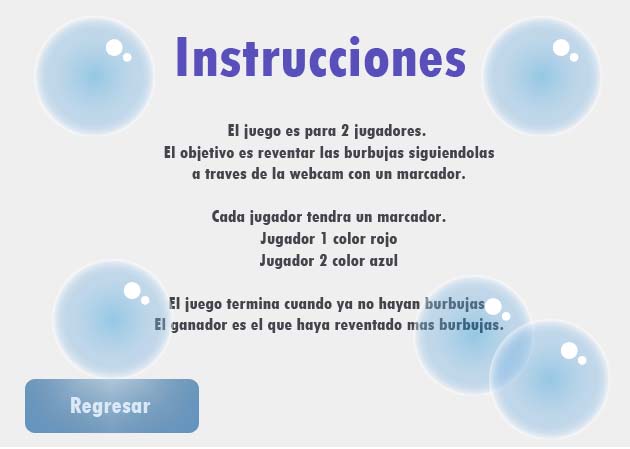 Instrucciones
El juego es para 2 jugadores.
El objetivo es reventar las burbujas siguiendolas
a traves de la webcam con un marcador.
Cada jugador tendra un marcador.
Jugador 1 color rojo
Jugador 2 color azul
El juego termina cuando ya no hayan burbujas.
El ganador es el que haya reventado mas burbujas.
Regresar